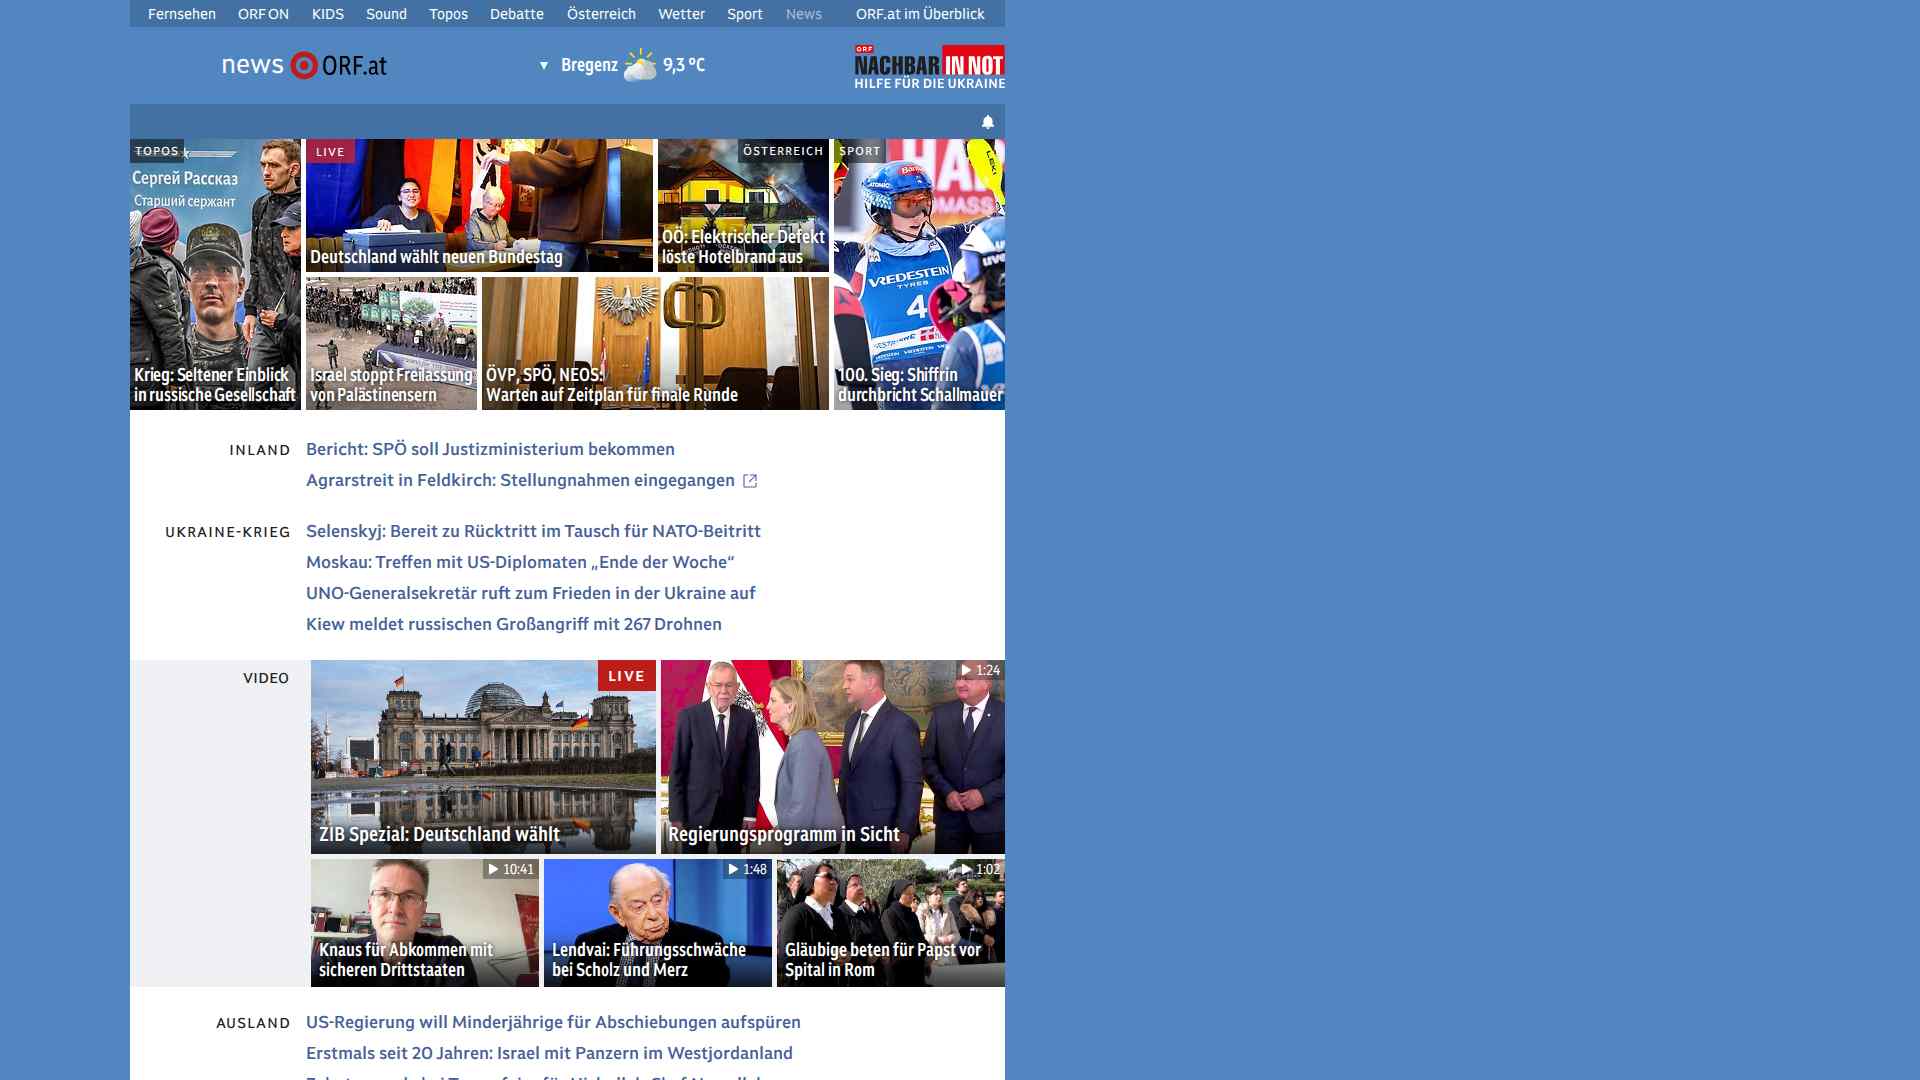 Fernsehen ORF ON KIDS Sound Topos Debatte Österreich Wetter Sport News ORF.at im Überblick
news ORF.at
Bregenz 9,3 °C
ORF
NACHBAR IN NOT
HILFE FÜR DIE UKRAINE
TOPOS
Сергей Рассказ
Старший сержант
Krieg: Seltener Einblick
in russische Gesellschaft
LIVE
Deutschland wählt neuen Bundestag
ÖSTERREICH
OÖ: Elektrischer Defekt
löste Hotelbrand aus
SPORT
VREDESTEIN
TYRES
4
100. Sieg: Shiffrin
durchbricht Schallmauer
Israel stoppt Freilassung
von Palästinensern
ÖVP, SPÖ, NEOS:
Warten auf Zeitplan für finale Runde
INLAND
Bericht: SPÖ soll Justizministerium bekommen
Agrarstreit in Feldkirch: Stellungnahmen eingegangen
UKRAINE-KRIEG
Selenskyj: Bereit zu Rücktritt im Tausch für NATO-Beitritt
Moskau: Treffen mit US-Diplomaten „Ende der Woche“
UNO-Generalsekretär ruft zum Frieden in der Ukraine auf
Kiew meldet russischen Großangriff mit 267 Drohnen
VIDEO
LIVE
ZIB Spezial: Deutschland wählt
1:24
Regierungsprogramm in Sicht
10:41
Knaus für Abkommen mit
sicheren Drittstaaten
1:48
Lendvai: Führungsschwäche
bei Scholz und Merz
1:02
Gläubige beten für Papst vor
Spital in Rom
AUSLAND
US-Regierung will Minderjährige für Abschiebungen aufspüren
Erstmals seit 20 Jahren: Israel mit Panzern im Westjordanland